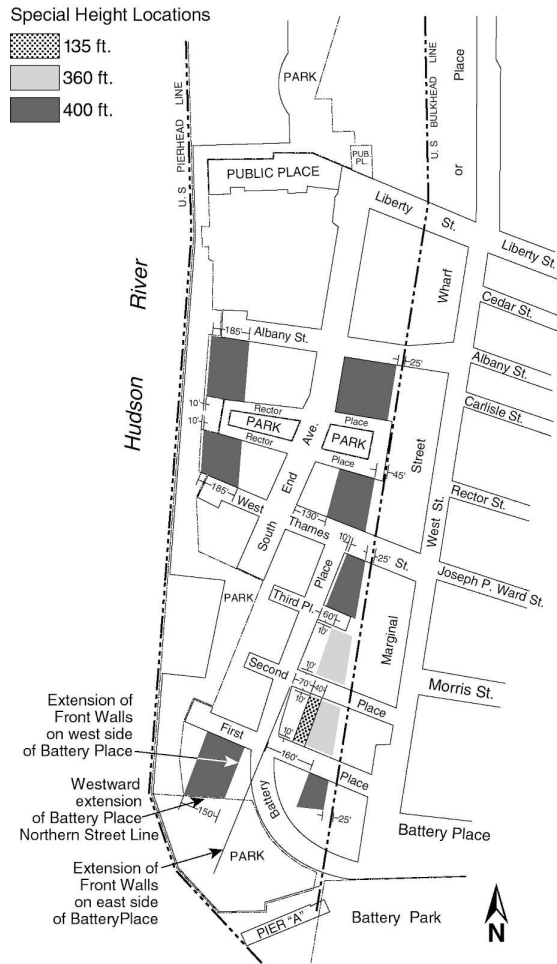 Special Height Locations
135 ft.
360 ft.
400 ft.
U.S PIERHEAD LINE
PARK
U.S BULKHEAD LINE
Place
or
PUB.
PL.
PUBLIC PLACE
Liberty
St.
Liberty St.
Wharf
Cedar St.
River
Hudson
185'
Albany St.
25'
Albany St.
Carlisle St.
10'
Rector
Place
PARK
Ave.
PARK
10'
Rector
Place
Street
45'
End
185'
West
130'
Rector St.
West St.
South
Thames
St.
10'
25'
Place
Joseph P. Ward St.
PARK
Third Pl.
60'
10'
Marginal
10'
Second
70'
40'
Place
Morris St.
10'
Extension of
Front Walls
on west side
of Battery Place
First
10'
160'
Place
Westward
extension
of Battery Place
Northern Street Line
150'
Battery
25'
Battery Place
PARK
Extension of
Front Walls
on east side
of BatteryPlace
PIER "A"
Battery Park
N